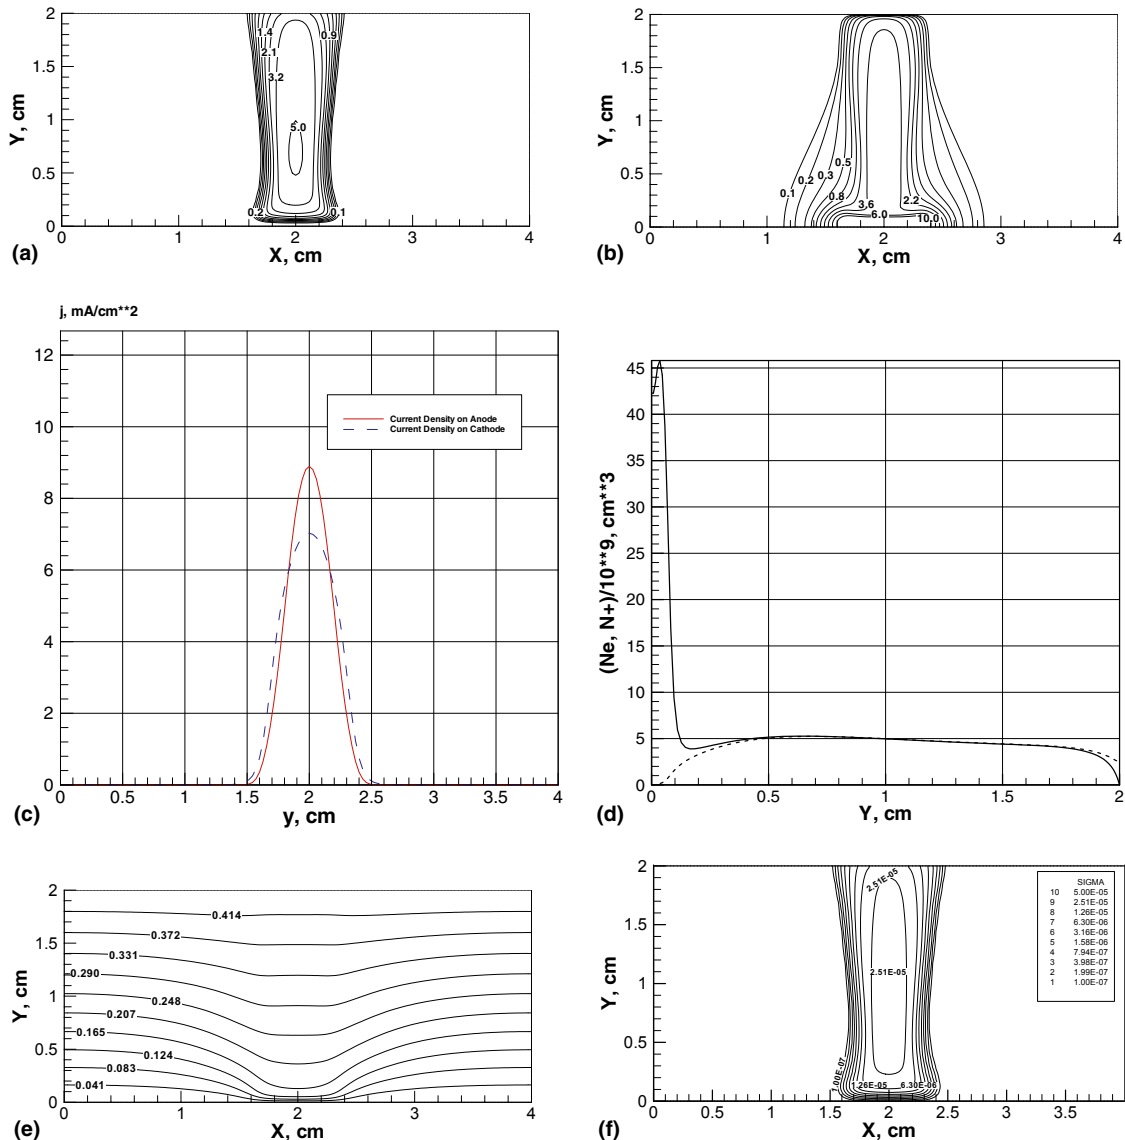 2
1.5
1
0.5
0
Y, cm
1.4
0.9
2.1
3.2
5.0
0.2
0.1
0
1
2
3
4
X, cm
(a)
2
1.5
1
0.5
0
Y, cm
0.5
0.3
0.2
0.1
0.8
3.6
2.2
6.0
10.0
0
1
2
3
4
X, cm
(b)
j, mA/cm**2
12
10
8
6
4
2
0
Current Density on Anode
Current Density on Cathode
0
0.5
1
1.5
2
2.5
3
3.5
4
y, cm
(c)
45
40
35
30
25
20
15
10
5
0
(Ne, N+)/10**9, cm**3
0
0.5
1
1.5
2
Y, cm
(d)
2
1.5
1
0.5
0
Y, cm
0.414
0.372
0.331
0.290
0.248
0.207
0.165
0.124
0.083
0.041
0
1
2
3
4
X, cm
(e)
2
1.5
1
0.5
0
Y, cm
2.51E-05
2.51E-05
1.00E-07
1.26E-05
6.30E-06
SIGMA
10 5.00E-05
9 2.51E-05
8 1.26E-05
7 6.30E-06
6 3.16E-06
5 1.58E-06
4 7.94E-07
3 3.98E-07
2 1.99E-07
1 1.00E-07
0
0.5
1
1.5
2
2.5
3
3.5
X, cm
(f)